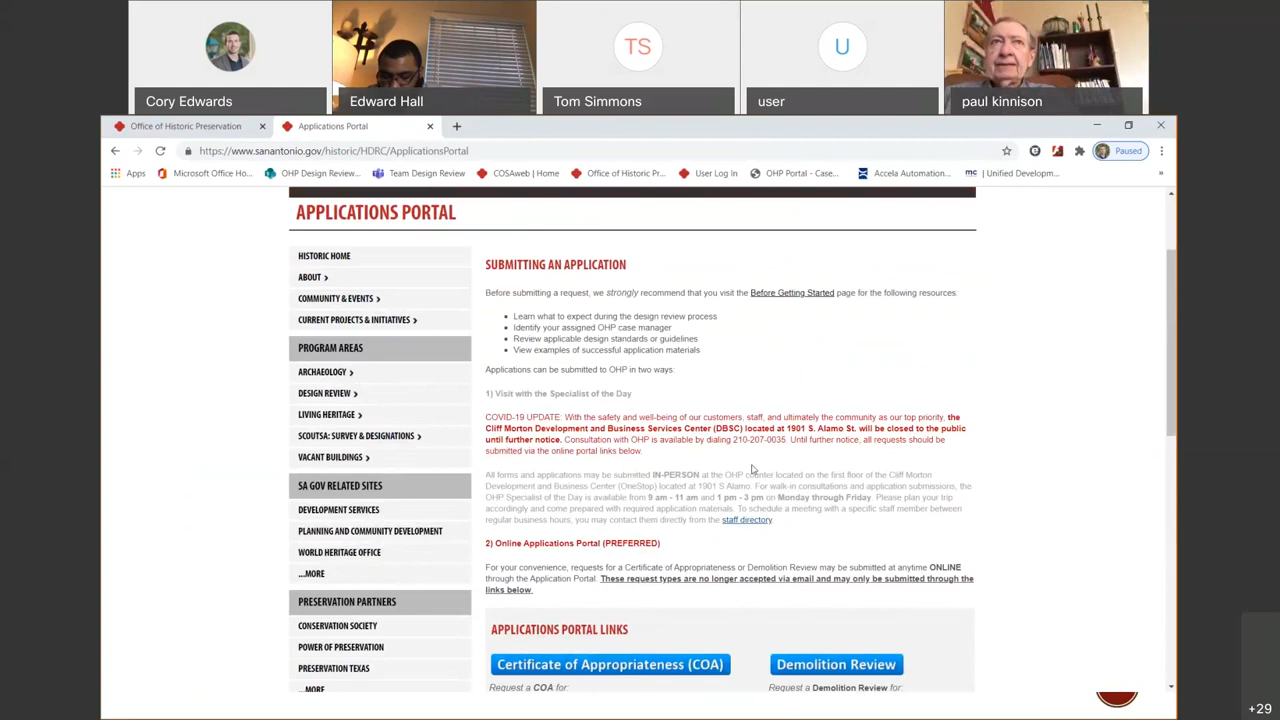 TS
U
Cory Edwards
Edward Hall
Tom Simmons
user
paul kinnison
Office of Historic Preservation
Applications Portal
https://www.sanantonio.gov/historic/HDRC/ApplicationsPortal
Paused
Apps
Microsoft Office Ho...
OHP Design Review...
Team Design Review
COSAweb | Home
Office of Historic Pr...
User Log In
OHP Portal - Case...
Accela Automation...
mc
| Unified Developm...
»
APPLICATIONS PORTAL
HISTORIC HOME
ABOUT >
COMMUNITY & EVENTS >
CURRENT PROJECTS & INITIATIVES >
PROGRAM AREAS
ARCHAEOLOGY >
DESIGN REVIEW >
LIVING HERITAGE >
SCOUTSA: SURVEY & DESIGNATIONS >
VACANT BUILDINGS >
SA GOV RELATED SITES
DEVELOPMENT SERVICES
PLANNING AND COMMUNITY DEVELOPMENT
WORLD HERITAGE OFFICE
...MORE
PRESERVATION PARTNERS
CONSERVATION SOCIETY
POWER OF PRESERVATION
PRESERVATION TEXAS
...MORE
SUBMITTING AN APPLICATION
Before submitting a request, we strongly recommend that you visit the Before Getting Started page for the following resources.
• Learn what to expect during the design review process
• Identify your assigned OHP case manager
• Review applicable design standards or guidelines
• View examples of successful application materials
Applications can be submitted to OHP in two ways:
1) Visit with the Specialist of the Day
COVID-19 UPDATE: With the safety and well-being of our customers, staff, and ultimately the community as our top priority, the
Cliff Morton Development and Business Services Center (DBSC) located at 1901 S. Alamo St. will be closed to the public
until further notice. Consultation with OHP is available by dialing 210-207-0035. Until further notice, all requests should be
submitted via the online portal links below.
All forms and applications may be submitted IN-PERSON at the OHP counter located on the first floor of the Cliff Morton
Development and Business Center (OneStop) located at 1901 S Alamo. For walk-in consultations and application submissions, the
OHP Specialist of the Day is available from 9 am - 11 am and 1 pm - 3 pm on Monday through Friday. Please plan your trip
accordingly and come prepared with required application materials. To schedule a meeting with a specific staff member between
regular business hours, you may contact them directly from the staff directory.
2) Online Applications Portal (PREFERRED)
For your convenience, requests for a Certificate of Appropriateness or Demolition Review may be submitted at anytime ONLINE
through the Application Portal. These request types are no longer accepted via email and may only be submitted through the
links below.
APPLICATIONS PORTAL LINKS
Certificate of Appropriateness (COA)
Demolition Review
Request a COA for:
Request a Demolition Review for:
+29